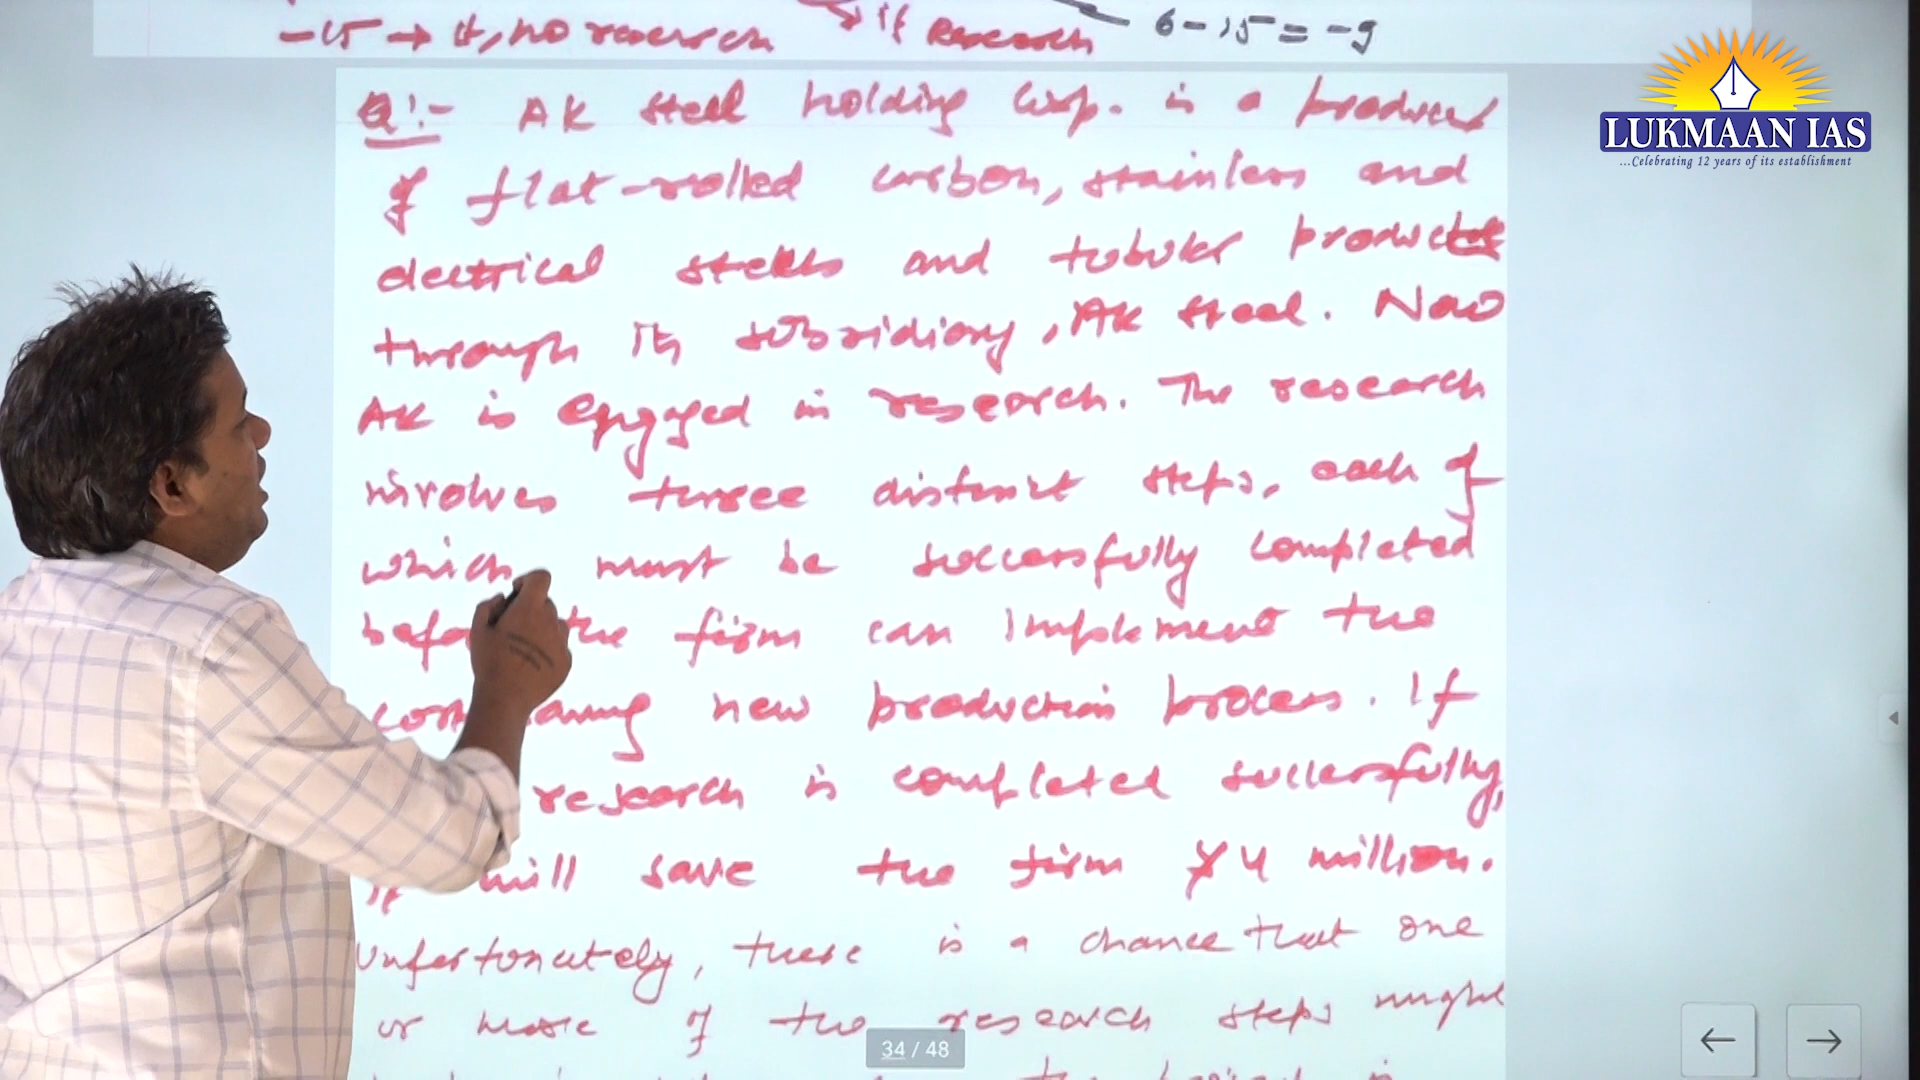 -15 → If, no research
If Research
6-15 = -9
Q:- AK Steel holding Corp. is a producer
of flat-rolled carbon, stainless and
electrical steels and tubular products
through its subsidiary, AK Steel. Now
AK is engaged in research. The research
involves three distinct steps, each of
which must be successfully completed
before the firm can implement the
new production process. If
research is completed successfully,
it will save the firm $4 million.
Unfortunately, there is a chance that one
or more of the research steps might
34 / 48
LUKMAAN IAS
...Celebrating 12 years of its establishment